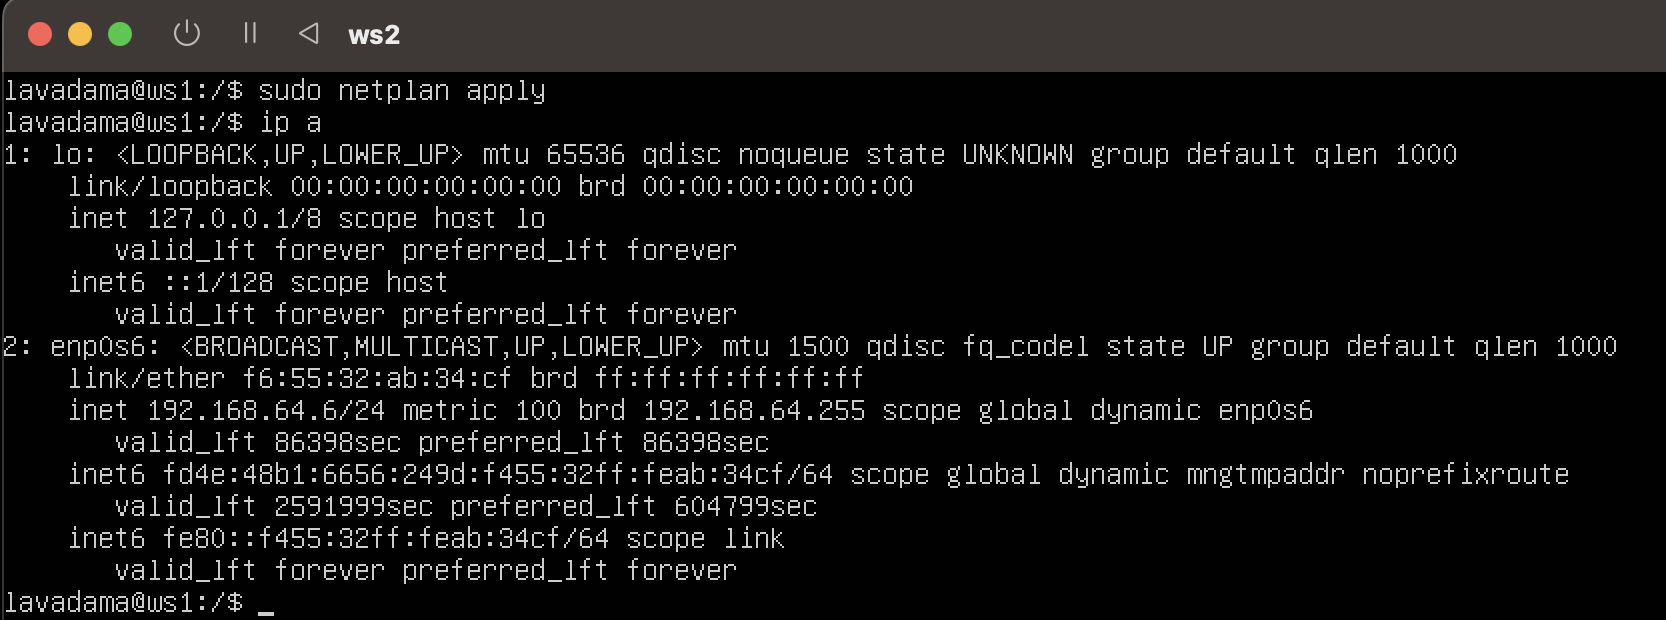 ws2
lavadama@ws1:/$ sudo netplan apply
lavadama@ws1:/$ ip a
1: lo: <LOOPBACK,UP,LOWER_UP> mtu 65536 qdisc noqueue state UNKNOWN group default qlen 1000
    link/loopback 00:00:00:00:00:00 brd 00:00:00:00:00:00
    inet 127.0.0.1/8 scope host lo
       valid_lft forever preferred_lft forever
    inet6 ::1/128 scope host
       valid_lft forever preferred_lft forever
2: enp0s6: <BROADCAST,MULTICAST,UP,LOWER_UP> mtu 1500 qdisc fq_codel state UP group default qlen 1000
    link/ether f6:55:32:ab:34:cf brd ff:ff:ff:ff:ff:ff
    inet 192.168.64.6/24 metric 100 brd 192.168.64.255 scope global dynamic enp0s6
       valid_lft 86398sec preferred_lft 86398sec
    inet6 fd4e:48b1:6656:249d:f455:32ff:feab:34cf/64 scope global dynamic mngtmpaddr noprefixroute
       valid_lft 2591999sec preferred_lft 604799sec
    inet6 fe80::f455:32ff:feab:34cf/64 scope link
       valid_lft forever preferred_lft forever
lavadama@ws1:/$ _